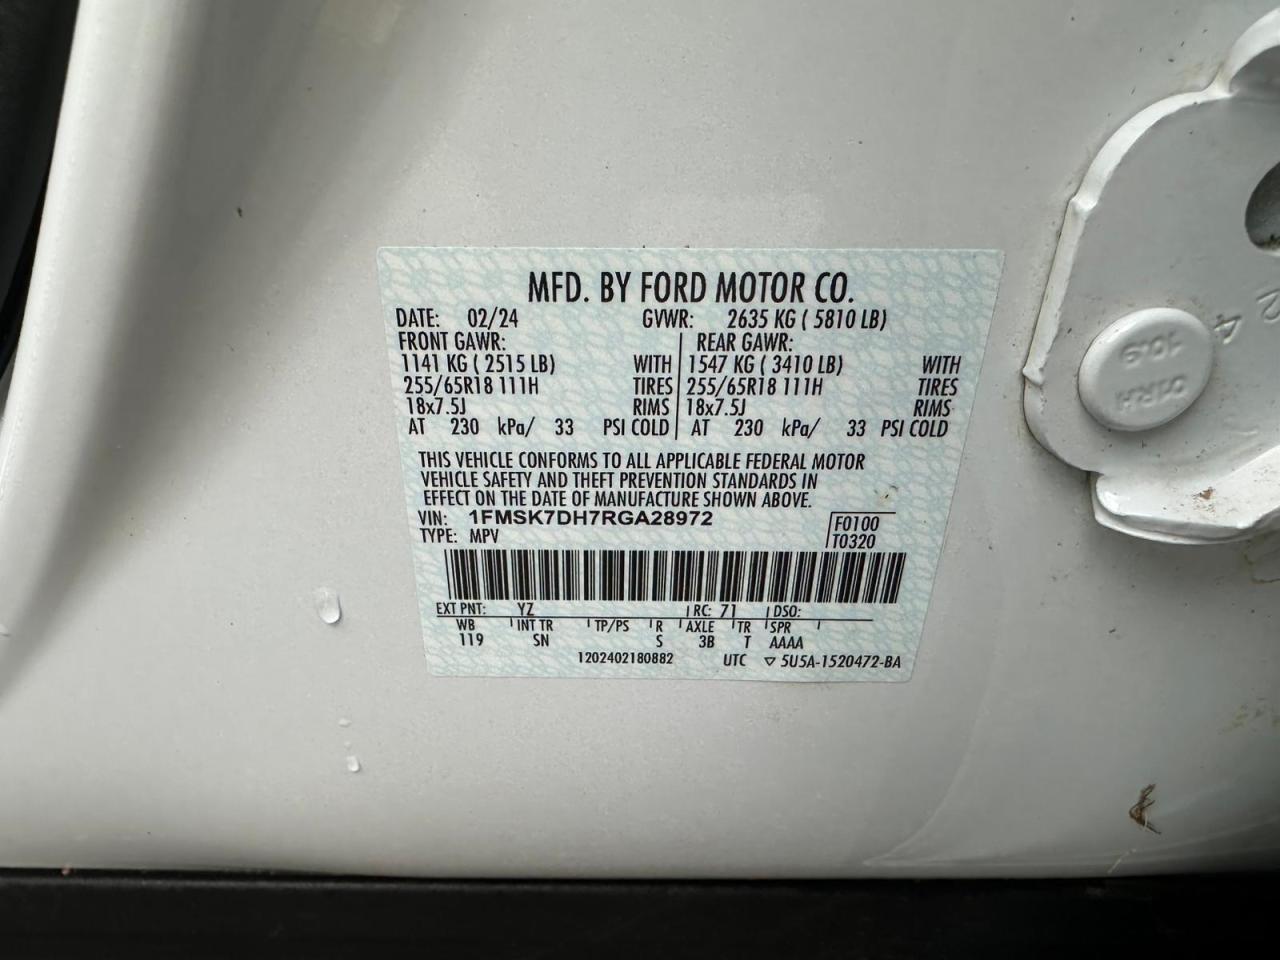 MFD. BY FORD MOTOR CO.
DATE: 02/24 GVWR: 2635 KG ( 5810 LB)
FRONT GAWR: REAR GAWR:
1141 KG ( 2515 LB) WITH 1547 KG ( 3410 LB) WITH
255/65R18 111H TIRES 255/65R18 111H TIRES
18x7.5J RIMS 18x7.5J RIMS
AT 230 kPa/ 33 PSI COLD AT 230 kPa/ 33 PSI COLD
THIS VEHICLE CONFORMS TO ALL APPLICABLE FEDERAL MOTOR
VEHICLE SAFETY AND THEFT PREVENTION STANDARDS IN
EFFECT ON THE DATE OF MANUFACTURE SHOWN ABOVE.
VIN: 1FMSK7DH7RGA28972 F0100
TYPE: MPV T0320
EXT PNT: YZ RC: 71 DSO:
WB INT TR TP/PS R AXLE TR SPR
119 SN S 3B T AAAA
1202402180882 UTC ▽ 5U5A-1520472-BA
2 4
10.9
01RH